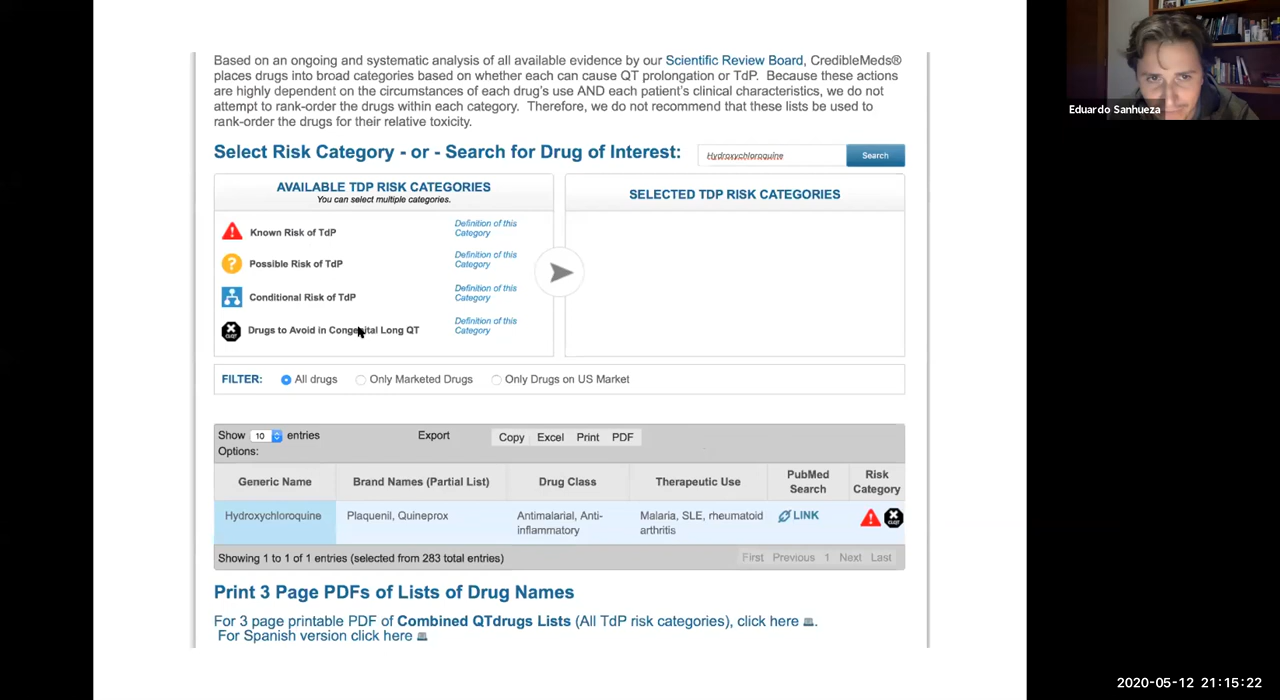 Based on an ongoing and systematic analysis of all available evidence by our Scientific Review Board, CredibleMeds®
places drugs into broad categories based on whether each can cause QT prolongation or TdP. Because these actions
are highly dependent on the circumstances of each drug's use AND each patient's clinical characteristics, we do not
attempt to rank-order the drugs within each category. Therefore, we do not recommend that these lists be used to
rank-order the drugs for their relative toxicity.
Select Risk Category - or - Search for Drug of Interest:
Hydroxychloroquine
Search
AVAILABLE TDP RISK CATEGORIES
You can select multiple categories.
SELECTED TDP RISK CATEGORIES
Known Risk of TdP
Definition of this
Category
Possible Risk of TdP
Definition of this
Category
Conditional Risk of TdP
Definition of this
Category
Drugs to Avoid in Congenital Long QT
Definition of this
Category
FILTER: All drugs Only Marketed Drugs Only Drugs on US Market
Show 10 entries
Options:
Export Copy Excel Print PDF
Generic Name
Brand Names (Partial List)
Drug Class
Therapeutic Use
PubMed
Search
Risk
Category
Hydroxychloroquine
Plaquenil, Quineprox
Antimalarial, Anti-
inflammatory
Malaria, SLE, rheumatoid
arthritis
LINK
Showing 1 to 1 of 1 entries (selected from 283 total entries)
First Previous 1 Next Last
Print 3 Page PDFs of Lists of Drug Names
For 3 page printable PDF of Combined QTdrugs Lists (All TdP risk categories), click here .
For Spanish version click here
Eduardo Sanhueza
2020-05-12 21:15:22